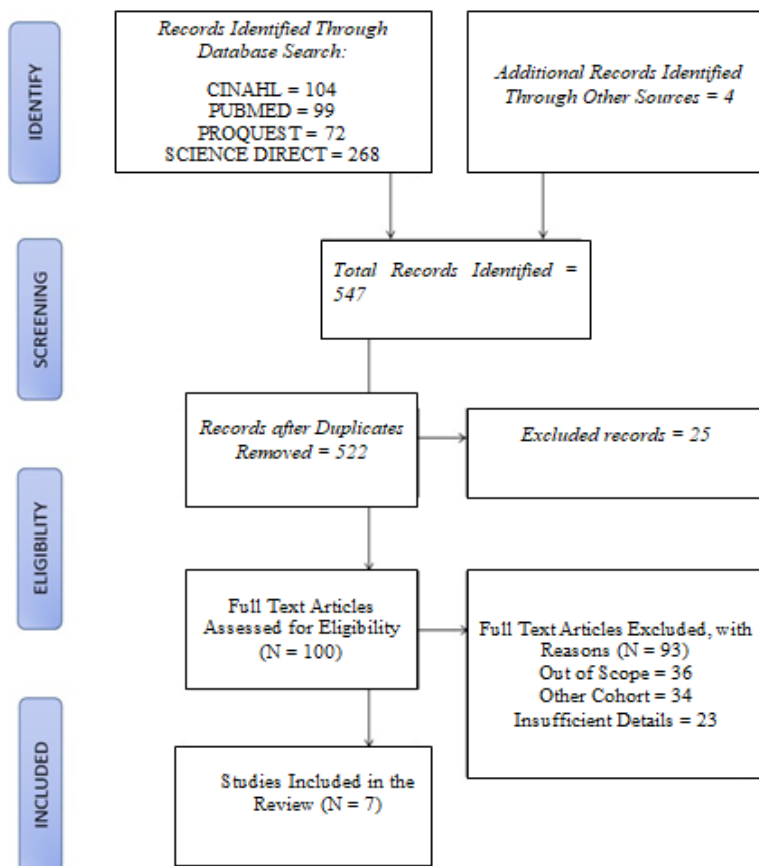 IDENTIFY
Records Identified Through
Database Search:
CINAHL = 104
PUBMED = 99
PROQUEST = 72
SCIENCE DIRECT = 268
Additional Records Identified
Through Other Sources = 4
SCREENING
Total Records Identified =
547
Records after Duplicates
Removed = 522
Excluded records = 25
ELIGIBILITY
Full Text Articles
Assessed for Eligibility
(N = 100)
Full Text Articles Excluded, with
Reasons (N = 93)
Out of Scope = 36
Other Cohort = 34
Insufficient Details = 23
INCLUDED
Studies Included in the
Review (N = 7)